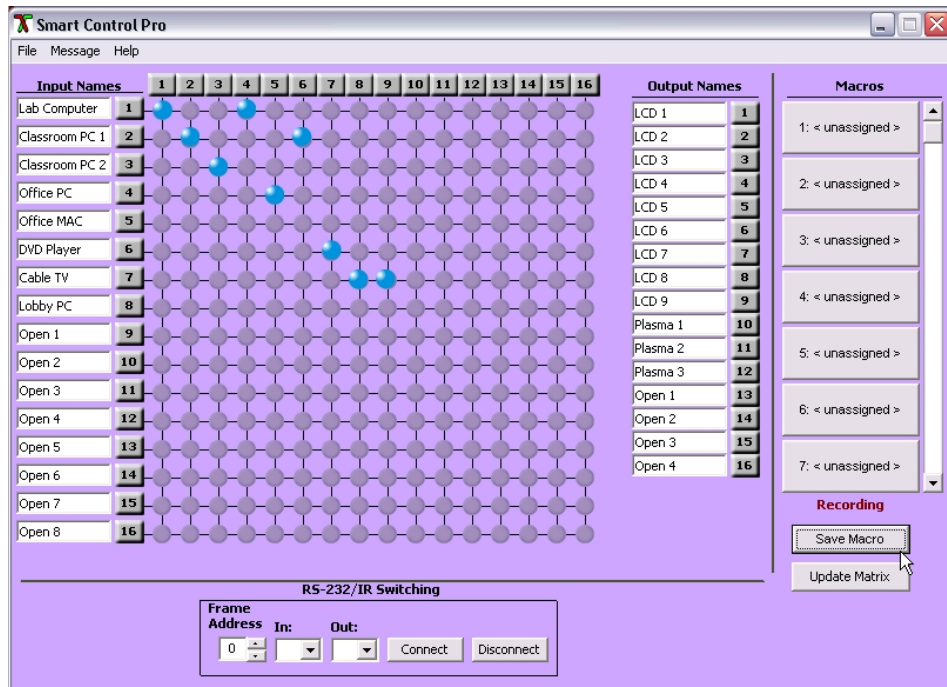 Smart Control Pro
File Message Help
Input Names
1 2 3 4 5 6 7 8 9 10 11 12 13 14 15 16
Lab Computer 1
Classroom PC 1 2
Classroom PC 2 3
Office PC 4
Office MAC 5
DVD Player 6
Cable TV 7
Lobby PC 8
Open 1 9
Open 2 10
Open 3 11
Open 4 12
Open 5 13
Open 6 14
Open 7 15
Open 8 16
Output Names
LCD 1 1
LCD 2 2
LCD 3 3
LCD 4 4
LCD 5 5
LCD 6 6
LCD 7 7
LCD 8 8
LCD 9 9
Plasma 1 10
Plasma 2 11
Plasma 3 12
Open 1 13
Open 2 14
Open 3 15
Open 4 16
Macros
1: < unassigned >
2: < unassigned >
3: < unassigned >
4: < unassigned >
5: < unassigned >
6: < unassigned >
7: < unassigned >
Recording
Save Macro
Update Matrix
RS-232/IR Switching
Frame
Address In: Out:
0 Connect Disconnect